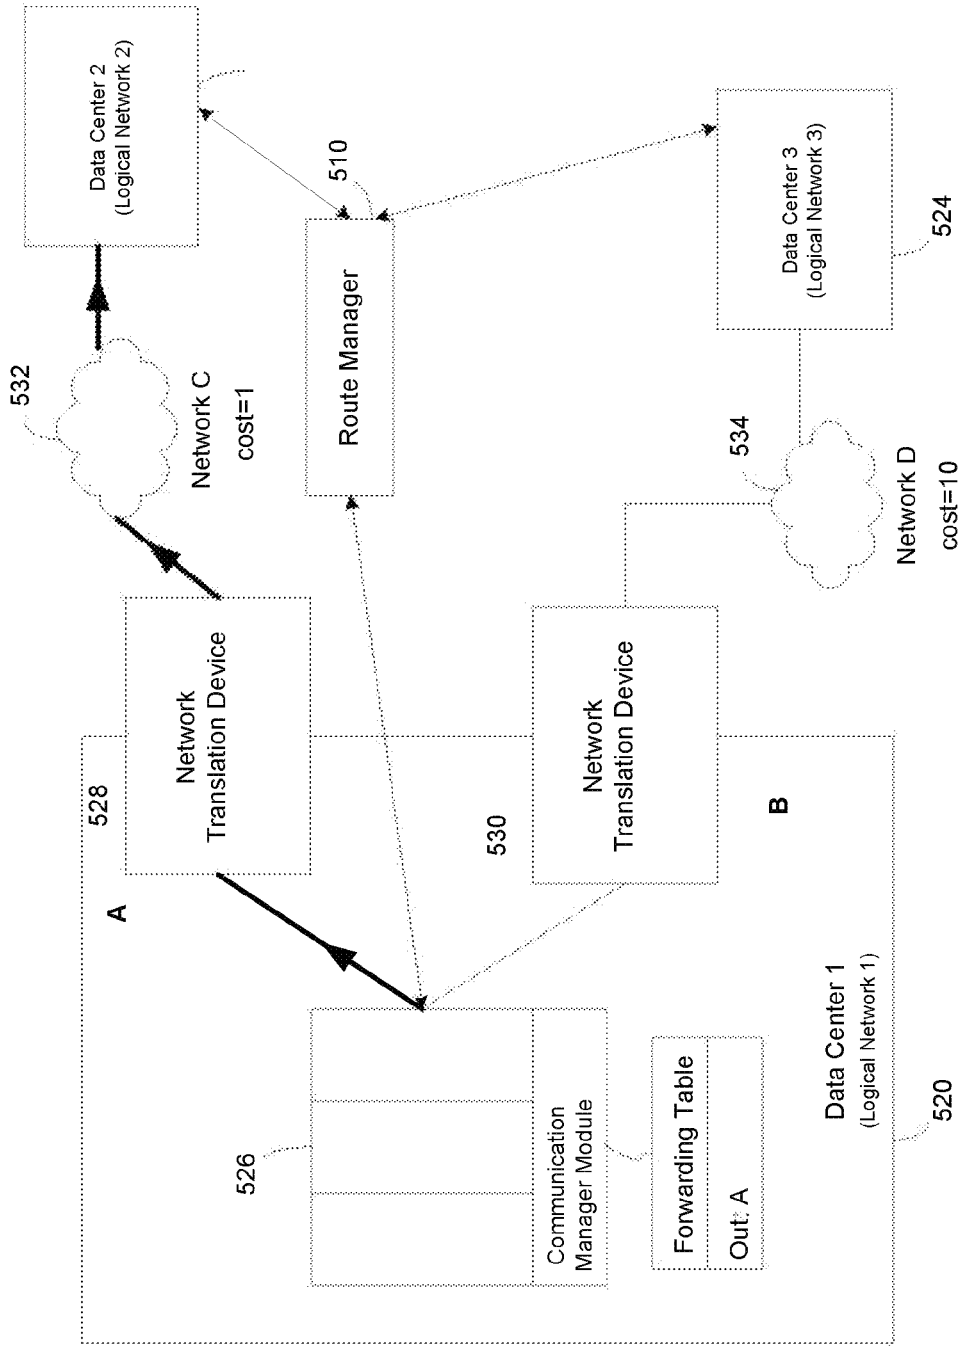 532
Data Center 2
(Logical Network 2)
Network C
cost=1
510
Route Manager
Data Center 3
(Logical Network 3)
524
534
Network D
cost=10
528
A
Network
Translation Device
530
Network
Translation Device
B
526
Communication
Manager Module
Forwarding Table
Out: A
Data Center 1
(Logical Network 1)
520